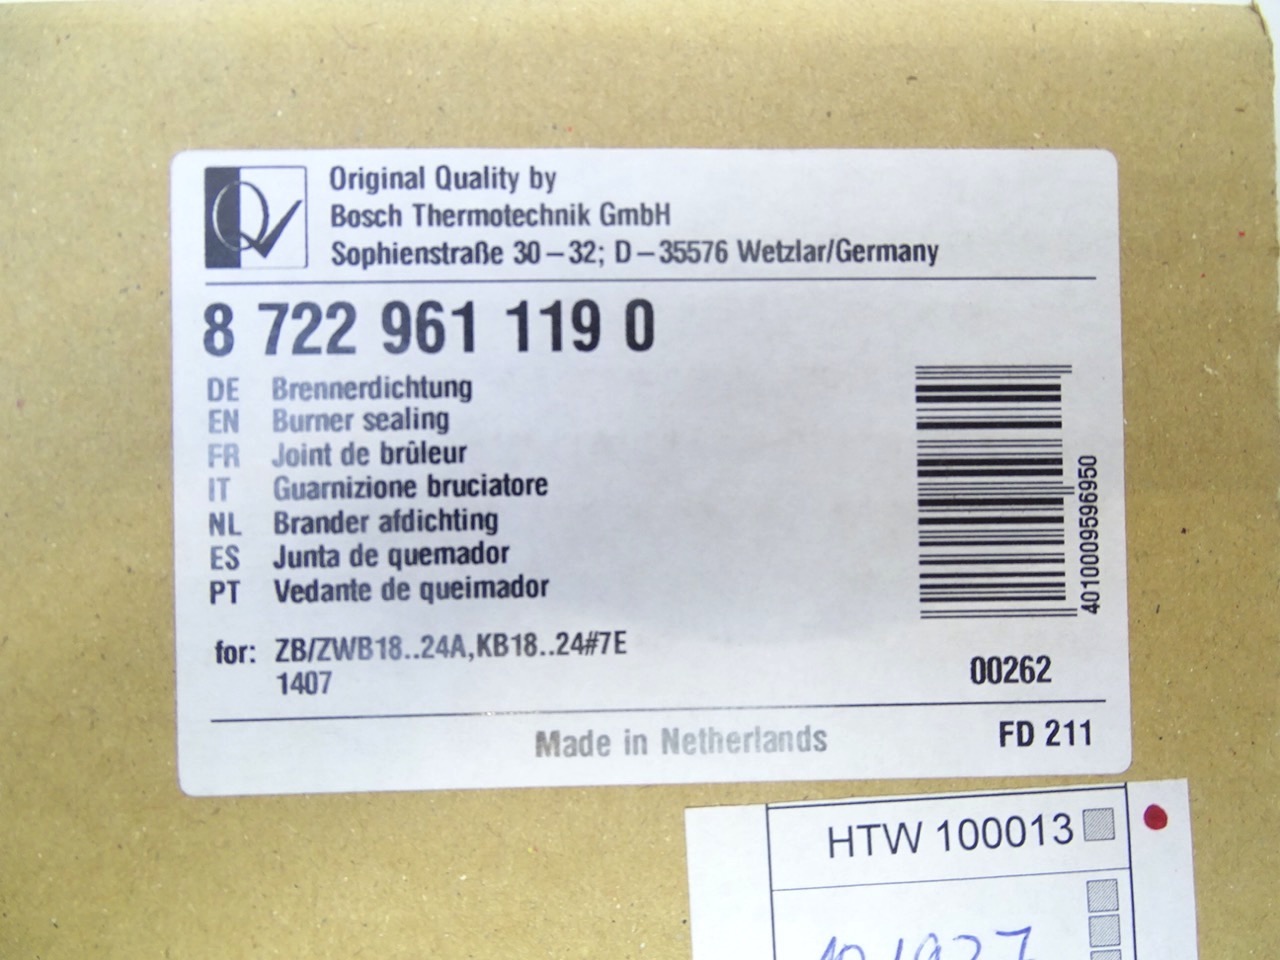 Original Quality by
Bosch Thermotechnik GmbH
Sophienstraße 30–32; D–35576 Wetzlar/Germany
8 722 961 119 0
DE Brennerdichtung
EN Burner sealing
FR Joint de brûleur
IT Guarnizione bruciatore
NL Brander afdichting
ES Junta de quemador
PT Vedante de queimador
4010009596950
for: ZB/ZWB18..24A,KB18..24#7E
1407
00262
Made in Netherlands
FD 211
HTW 100013